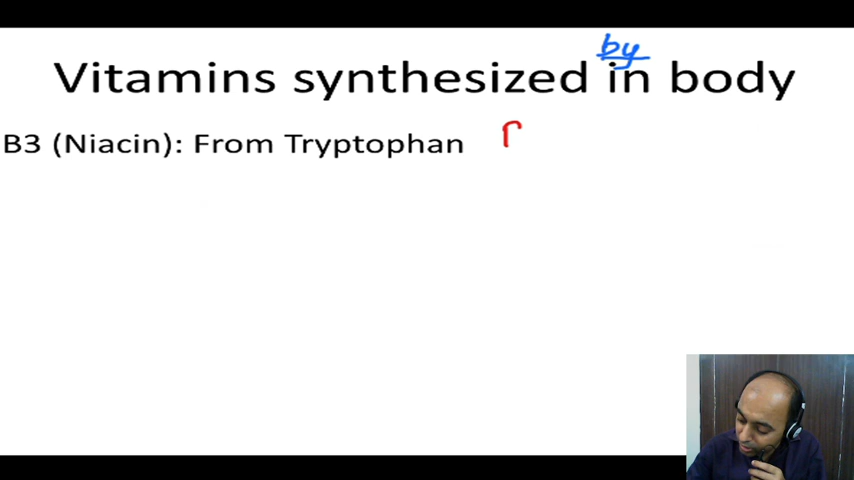 by
Vitamins synthesized in body
B3 (Niacin): From Tryptophan